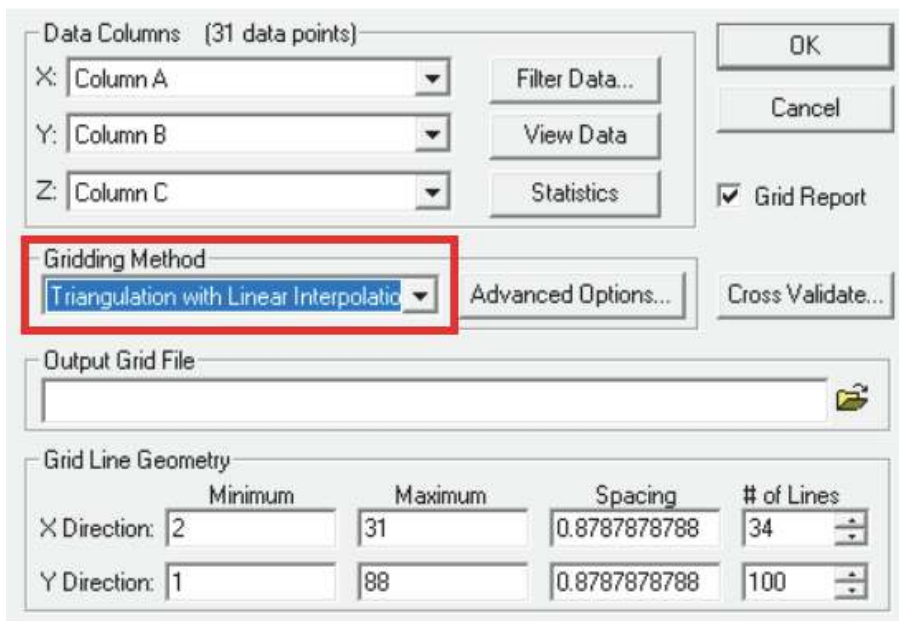 Data Columns (31 data points)
X: Column A
Filter Data...
OK
Y: Column B
View Data
Cancel
Z: Column C
Statistics
Grid Report
Gridding Method
Triangulation with Linear Interpolatio
Advanced Options...
Cross Validate...
Output Grid File
Grid Line Geometry
Minimum Maximum Spacing # of Lines
X Direction: 2 31 0.8787878788 34
Y Direction: 1 88 0.8787878788 100